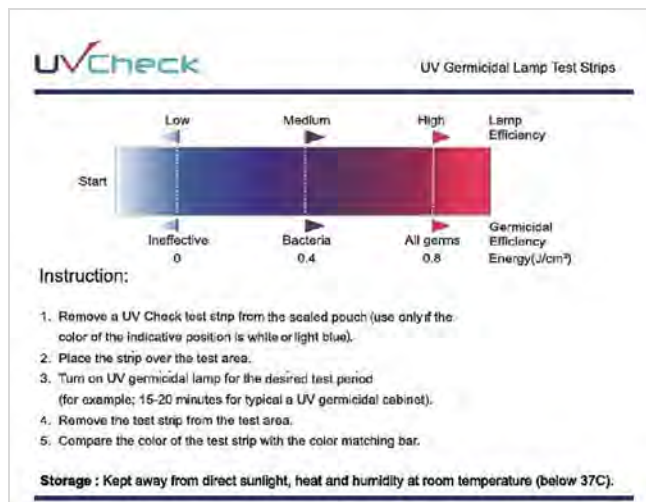 UVCheck
UV Germicidal Lamp Test Strips
Low Medium High Lamp
Efficiency
Start
Germicidal
Ineffective Bacteria All germs Efficiency
0 0.4 0.8 Energy(J/cm²)
Instruction:
1. Remove a UV Check test strip from the sealed pouch (use only if the
color of the indicative position is white or light blue).
2. Place the strip over the test area.
3. Turn on UV germicidal lamp for the desired test period
(for example; 15-20 minutes for typical a UV germicidal cabinet).
4. Remove the test strip from the test area.
5. Compare the color of the test strip with the color matching bar.
Storage : Kept away from direct sunlight, heat and humidity at room temperature (below 37C).